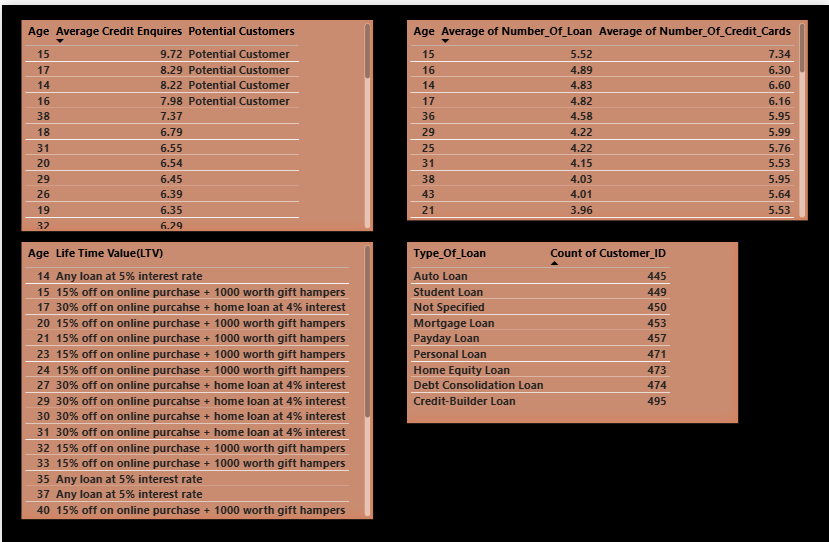 Age Average Credit Enquires Potential Customers
15 9.72 Potential Customer
17 8.29 Potential Customer
14 8.22 Potential Customer
16 7.98 Potential Customer
38 7.37
18 6.79
31 6.55
20 6.54
29 6.45
26 6.39
19 6.35
32 6.29
Age Average of Number_Of_Loan Average of Number_Of_Credit_Cards
15 5.52 7.34
16 4.89 6.30
14 4.83 6.60
17 4.82 6.16
36 4.58 5.95
29 4.22 5.99
25 4.22 5.76
31 4.15 5.53
38 4.03 5.95
43 4.01 5.64
21 3.96 5.53
Age Life Time Value(LTV)
14 Any loan at 5% interest rate
15 15% off on online purchase + 1000 worth gift hampers
17 30% off on online purcahse + home loan at 4% interest
20 15% off on online purchase + 1000 worth gift hampers
21 15% off on online purchase + 1000 worth gift hampers
23 15% off on online purchase + 1000 worth gift hampers
24 15% off on online purchase + 1000 worth gift hampers
27 30% off on online purcahse + home loan at 4% interest
29 30% off on online purcahse + home loan at 4% interest
30 30% off on online purcahse + home loan at 4% interest
31 30% off on online purcahse + home loan at 4% interest
32 15% off on online purchase + 1000 worth gift hampers
33 15% off on online purchase + 1000 worth gift hampers
35 Any loan at 5% interest rate
37 Any loan at 5% interest rate
40 15% off on online purchase + 1000 worth gift hampers
Type_Of_Loan Count of Customer_ID
Auto Loan 445
Student Loan 449
Not Specified 450
Mortgage Loan 453
Payday Loan 457
Personal Loan 471
Home Equity Loan 473
Debt Consolidation Loan 474
Credit-Builder Loan 495